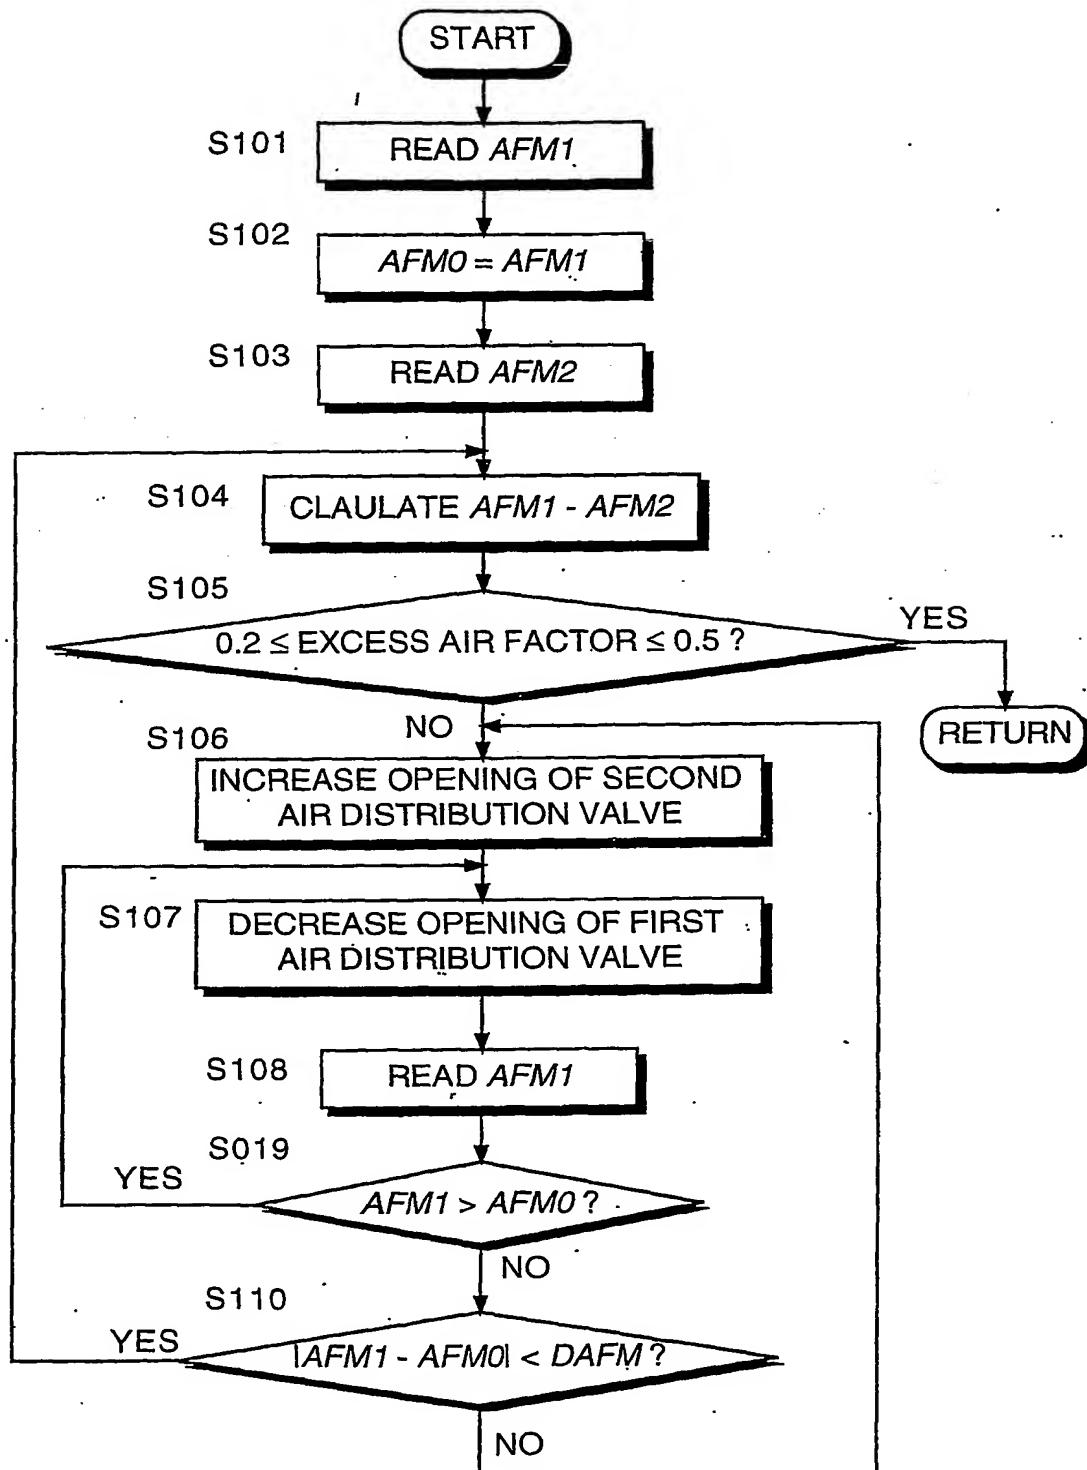 START
S101
READ AFM1
S102
AFM0 = AFM1
S103
READ AFM2
S104
CLAULATE AFM1 - AFM2
S105
0.2 ≤ EXCESS AIR FACTOR ≤ 0.5 ?
YES
RETURN
NO
S106
INCREASE OPENING OF SECOND
AIR DISTRIBUTION VALVE
S107
DECREASE OPENING OF FIRST
AIR DISTRIBUTION VALVE
S108
READ AFM1
S019
YES
AFM1 > AFM0 ?
NO
S110
YES
|AFM1 - AFM0| < DAFM ?
NO